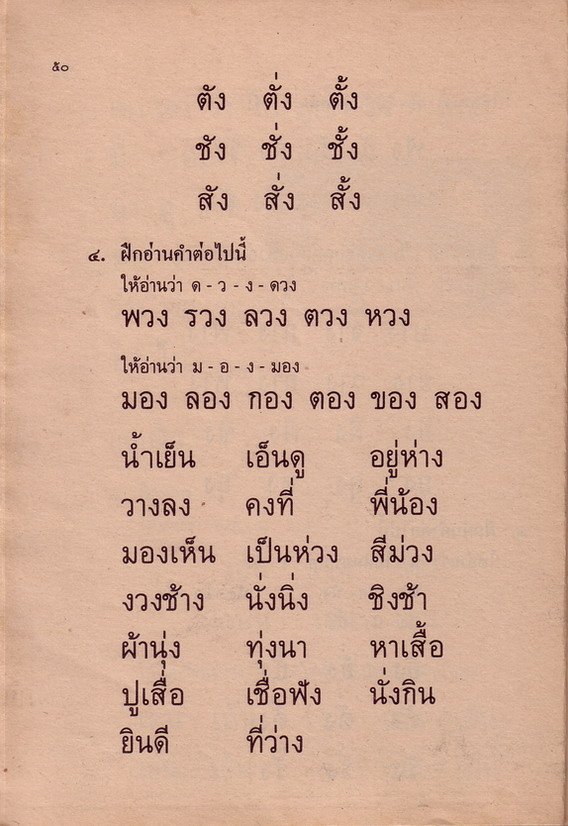 ๕๐
ตัง ตั่ง ตั้ง
ชัง ชั่ง ชั้ง
สัง สั่ง สั้ง
๔. ฝึกอ่านคำต่อไปนี้
ให้อ่านว่า ด - ว - ง - ดวง
พวง รวง ลวง ตวง หวง
ให้อ่านว่า ม - อ - ง - มอง
มอง ลอง กอง ตอง ของ สอง
น้ำเย็น เอ็นดู อยู่ห่าง
วางลง คงที่ พี่น้อง
มองเห็น เป็นห่วง สีม่วง
งวงช้าง นั่งนิ่ง ชิงช้า
ผ้านุ่ง ทุ่งนา หาเสื้อ
ปูเสื่อ เชื่อฟัง นั่งกิน
ยินดี ที่ว่าง